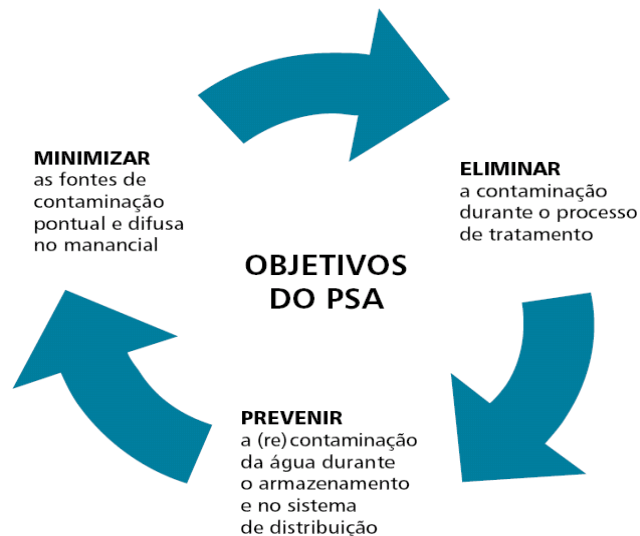 MINIMIZAR
as fontes de
contaminação
pontual e difusa
no manancial
ELIMINAR
a contaminação
durante o processo
de tratamento
OBJETIVOS
DO PSA
PREVENIR
a (re)contaminação
da água durante
o armazenamento
e no sistema
de distribuição